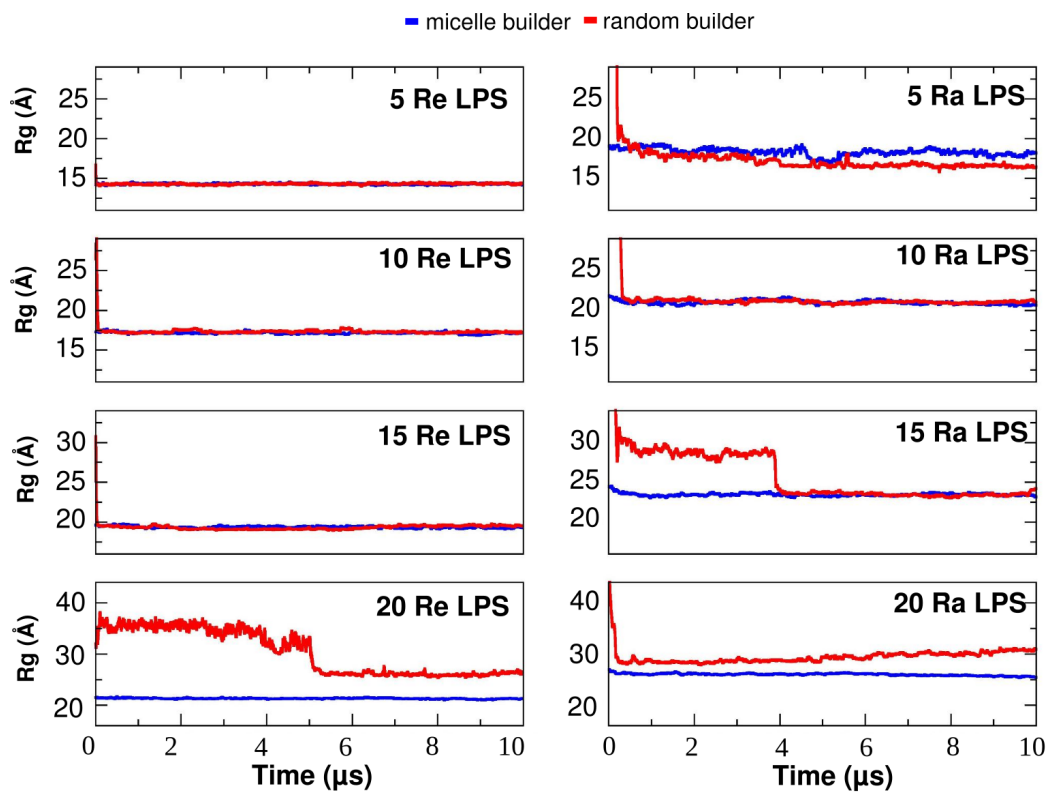 micelle builder random builder
5 Re LPS
Rg (Å)
25
20
15
5 Ra LPS
25
20
15
10 Re LPS
Rg (Å)
25
20
15
10 Ra LPS
25
20
15
15 Re LPS
Rg (Å)
30
25
20
15 Ra LPS
30
25
20
20 Re LPS
Rg (Å)
40
30
20
0 2 4 6 8 10
Time (μs)
20 Ra LPS
40
30
20
0 2 4 6 8 10
Time (μs)